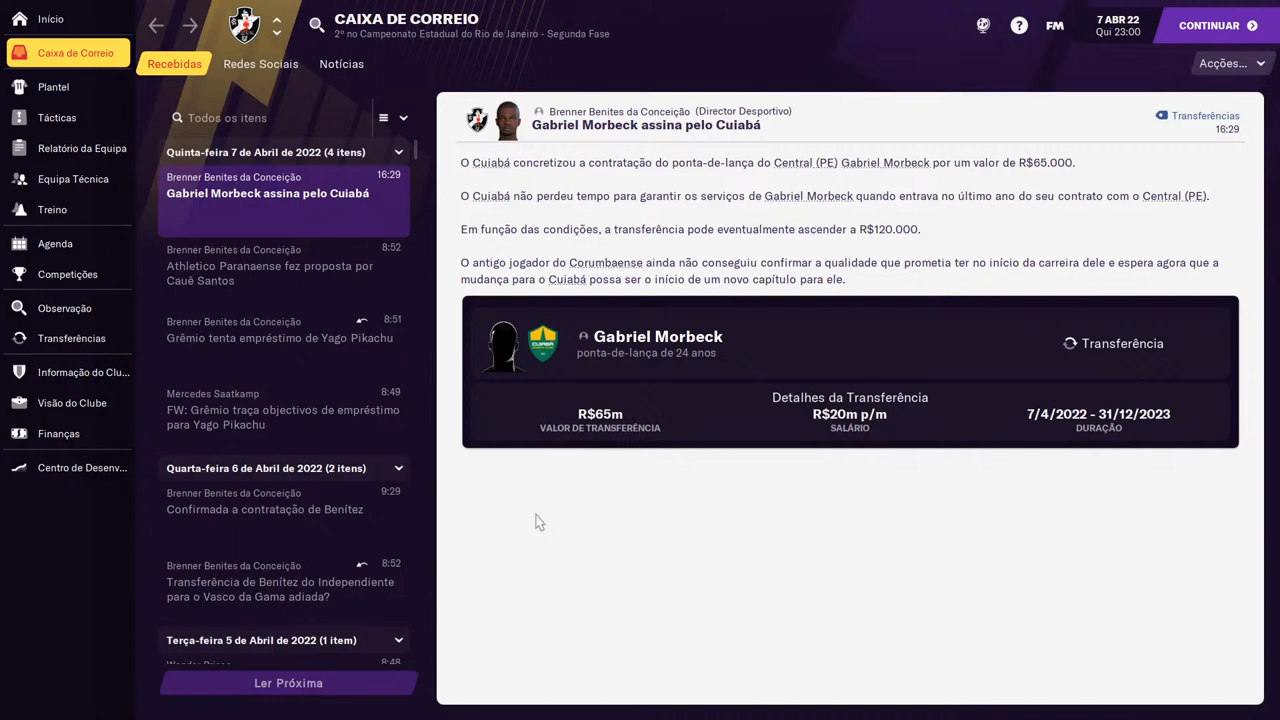 Início
Caixa de Correio
Plantel
Tácticas
Relatório da Equipa
Equipa Técnica
Treino
Agenda
Competições
Observação
Transferências
Informação do Clu...
Visão do Clube
Finanças
Centro de Desenv...
CAIXA DE CORREIO
2º no Campeonato Estadual do Rio de Janeiro - Segunda Fase
FM
7 ABR 22
Qui 23:00
CONTINUAR
Recebidas
Redes Sociais
Notícias
Acções...
Todos os itens
Quinta-feira 7 de Abril de 2022 (4 itens)
Brenner Benites da Conceição 16:29
Gabriel Morbeck assina pelo Cuiabá
Brenner Benites da Conceição 8:52
Athletico Paranaense fez proposta por
Cauê Santos
Brenner Benites da Conceição 8:51
Grêmio tenta empréstimo de Yago Pikachu
Mercedes Saatkamp 8:49
FW: Grêmio traça objectivos de empréstimo
para Yago Pikachu
Quarta-feira 6 de Abril de 2022 (2 itens)
Brenner Benites da Conceição 9:29
Confirmada a contratação de Benítez
Brenner Benites da Conceição 8:52
Transferência de Benítez do Independiente
para o Vasco da Gama adiada?
Terça-feira 5 de Abril de 2022 (1 item)
8:48
Ler Próxima
Brenner Benites da Conceição (Director Desportivo)
Gabriel Morbeck assina pelo Cuiabá
Transferências
16:29
O Cuiabá concretizou a contratação do ponta-de-lança do Central (PE) Gabriel Morbeck por um valor de R$65.000.
O Cuiabá não perdeu tempo para garantir os serviços de Gabriel Morbeck quando entrava no último ano do seu contrato com o Central (PE).
Em função das condições, a transferência pode eventualmente ascender a R$120.000.
O antigo jogador do Corumbaense ainda não conseguiu confirmar a qualidade que prometia ter no início da carreira dele e espera agora que a
mudança para o Cuiabá possa ser o início de um novo capítulo para ele.
Gabriel Morbeck
ponta-de-lança de 24 anos
Transferência
Detalhes da Transferência
R$65m R$20m p/m 7/4/2022 - 31/12/2023
VALOR DE TRANSFERÊNCIA SALÁRIO DURAÇÃO